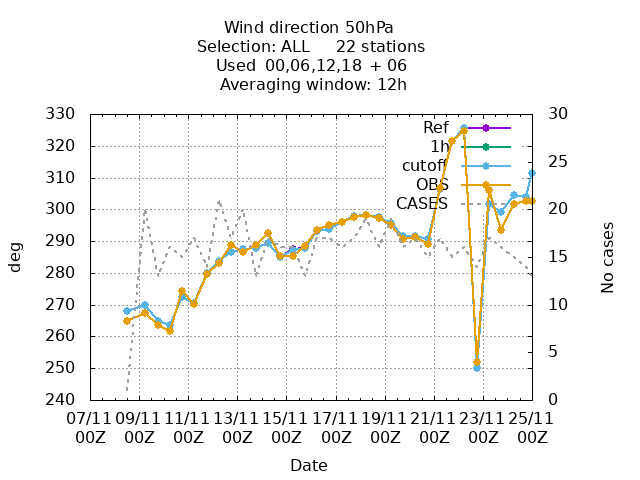 Wind direction 50hPa
Selection: ALL     22 stations
Used  00,06,12,18 + 06
Averaging window: 12h
330
320
310
300
290
280
270
260
250
240
deg
30
25
20
15
10
5
0
No cases
Ref
1h
cutoff
OBS
CASES
07/11 09/11 11/11 13/11 15/11 17/11 19/11 21/11 23/11 25/11
00Z 00Z 00Z 00Z 00Z 00Z 00Z 00Z 00Z 00Z
Date